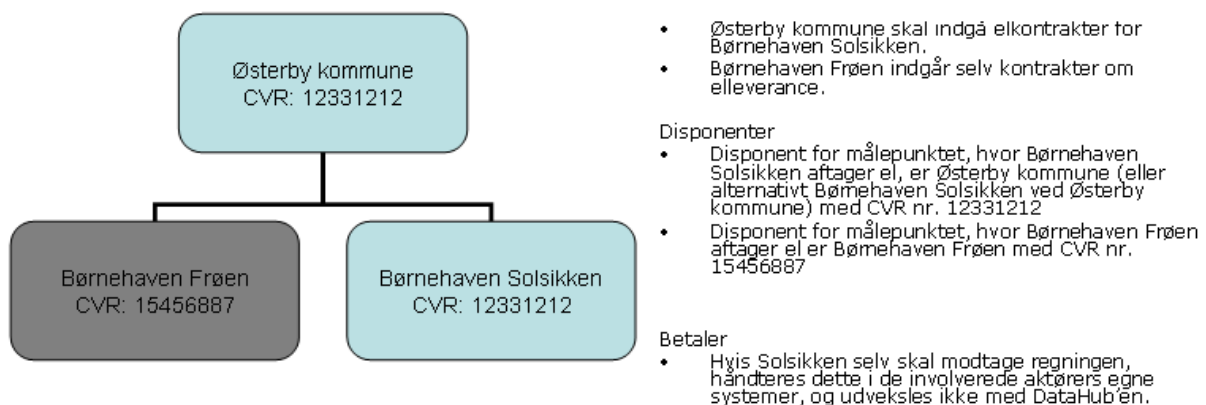 Østerby kommune
CVR: 12331212
Børnehaven Frøen
CVR: 15456887
Børnehaven Solsikken
CVR: 12331212
• Østerby kommune skal indgå elkontrakter for
Børnehaven Solsikken.
• Børnehaven Frøen indgår selv kontrakter om
elleverance.
Disponenter
• Disponent for målepunktet, hvor Børnehaven
Solsikken aftager el, er Østerby kommune (eller
alternativt Børnehaven Solsikken ved Østerby
kommune) med CVR nr. 12331212
• Disponent for målepunktet, hvor Børnehaven Frøen
aftager el er Børnehaven Frøen med CVR nr.
15456887
Betaler
• Hvis Solsikken selv skal modtage regningen,
håndteres dette i de involverede aktørers egne
systemer, og udveksles ikke med DataHub'en.